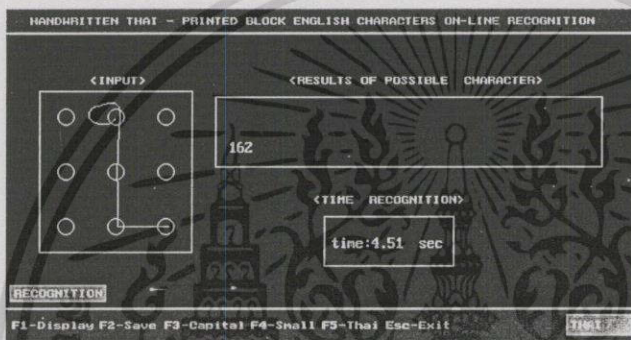 HANDWRITTEN THAI - PRINTED BLOCK ENGLISH CHARACTERS ON-LINE RECOGNITION
<INPUT>
<RESULTS OF POSSIBLE CHARACTER>
162
<TIME RECOGNITION>
time:4.51 sec
RECOGNITION
F1-Display F2-Save F3-Capital F4-Small F5-Thai Esc-Exit
THAI